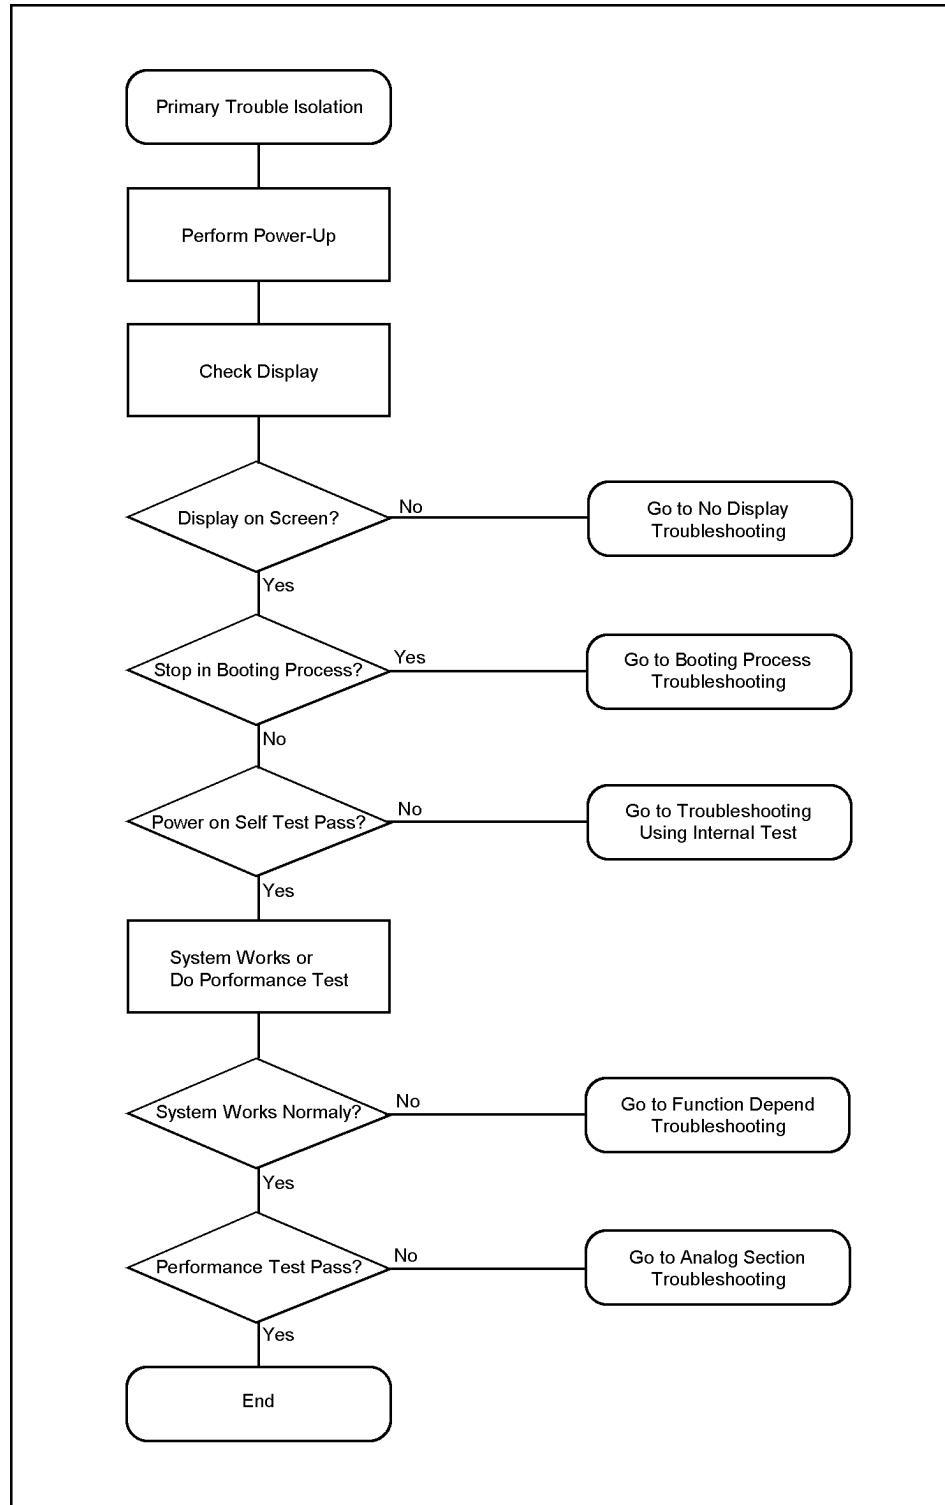 Primary Trouble Isolation
Perform Power-Up
Check Display
Display on Screen?
No
Go to No Display
Troubleshooting
Yes
Stop in Booting Process?
Yes
Go to Booting Process
Troubleshooting
No
Power on Self Test Pass?
No
Go to Troubleshooting
Using Internal Test
Yes
System Works or
Do Porformance Test
System Works Normaly?
No
Go to Function Depend
Troubleshooting
Yes
Performance Test Pass?
No
Go to Analog Section
Troubleshooting
Yes
End